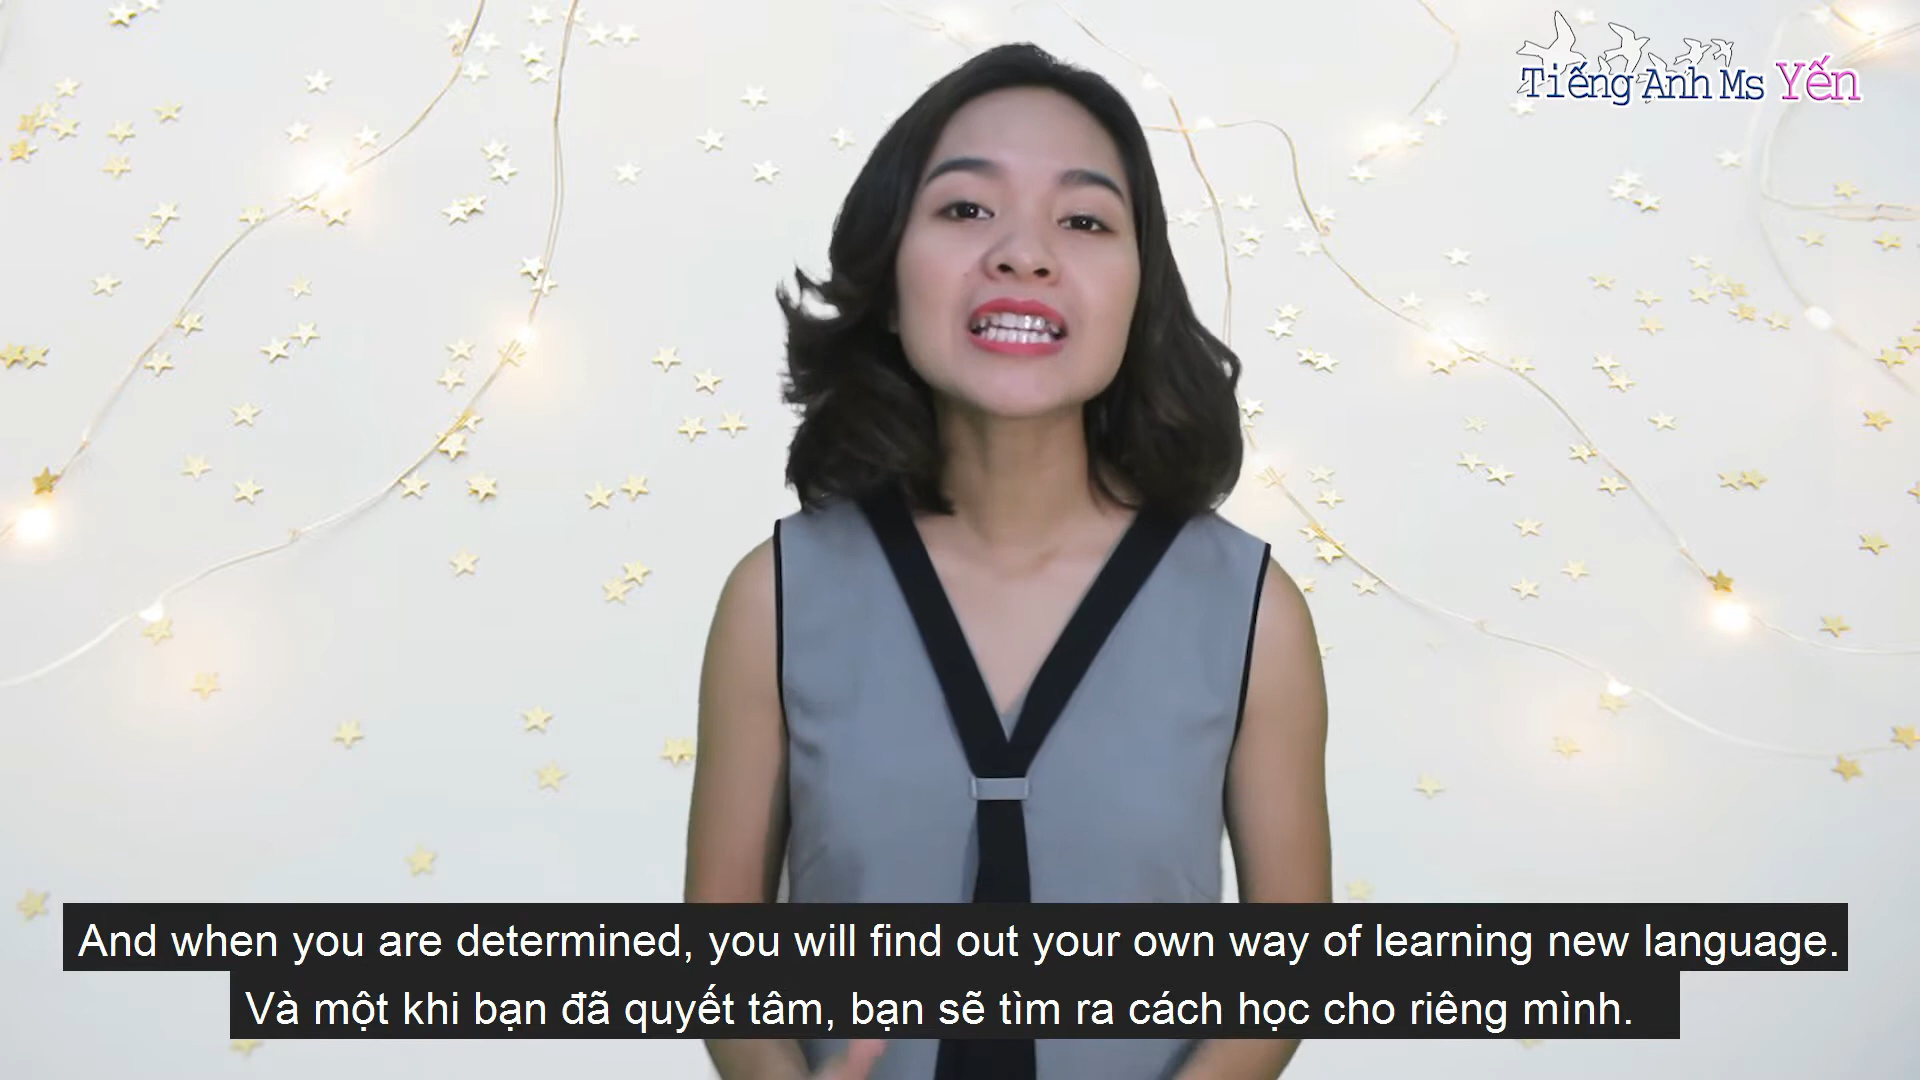 Tiếng Anh Ms Yến
And when you are determined, you will find out your own way of learning new language.
Và một khi bạn đã quyết tâm, bạn sẽ tìm ra cách học cho riêng mình.